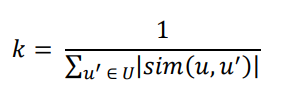 k = 1 / ∑u' ∈ U|sim(u, u')|